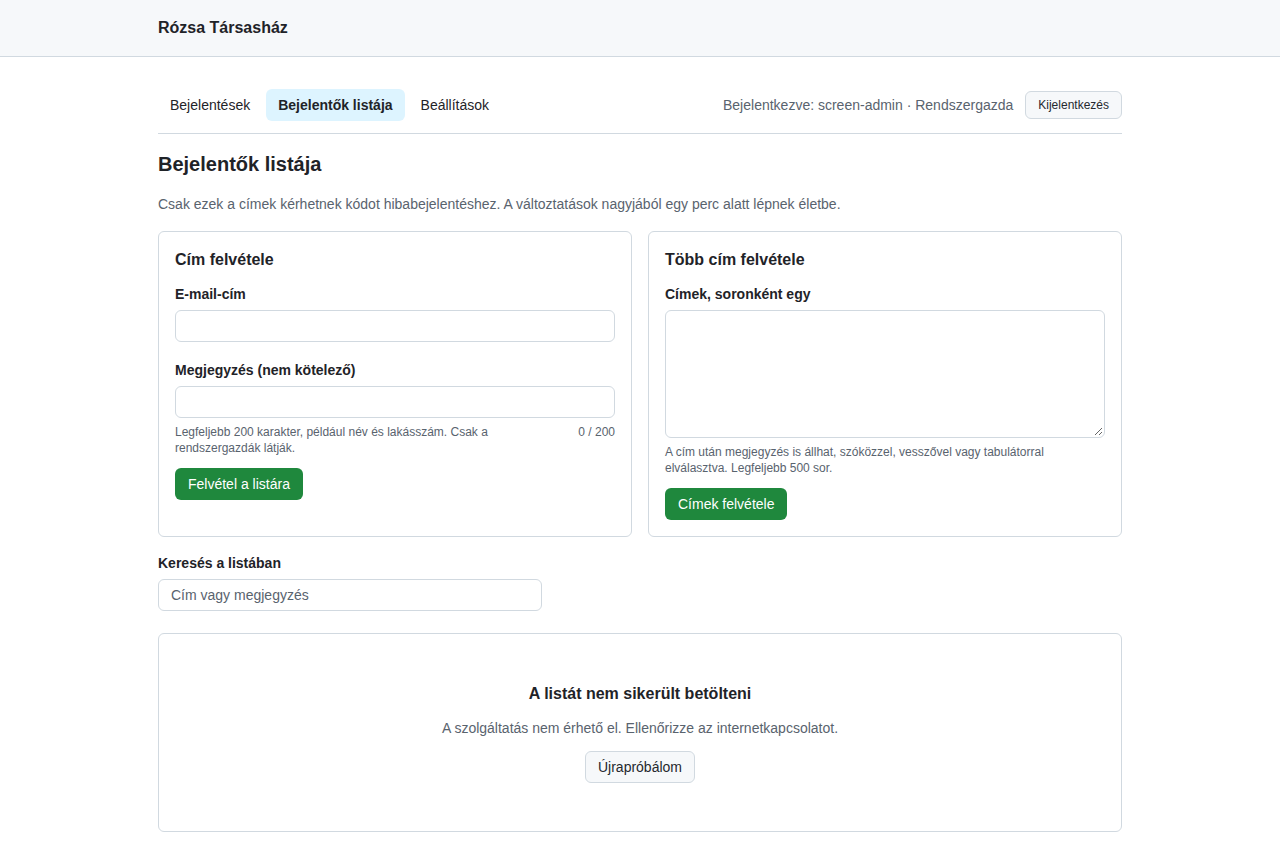 Rózsa Társasház
Bejelentések
Bejelentők listája
Beállítások
Bejelentkezve: screen-admin · Rendszergazda
Kijelentkezés
Bejelentők listája
Csak ezek a címek kérhetnek kódot hibabejelentéshez. A változtatások nagyjából egy perc alatt lépnek életbe.
Cím felvétele
E-mail-cím
Megjegyzés (nem kötelező)
Legfeljebb 200 karakter, például név és lakásszám. Csak a
rendszergazdák látják.
0 / 200
Felvétel a listára
Több cím felvétele
Címek, soronként egy
A cím után megjegyzés is állhat, szóközzel, vesszővel vagy tabulátorral
elválasztva. Legfeljebb 500 sor.
Címek felvétele
Keresés a listában
Cím vagy megjegyzés
A listát nem sikerült betölteni
A szolgáltatás nem érhető el. Ellenőrizze az internetkapcsolatot.
Újrapróbálom